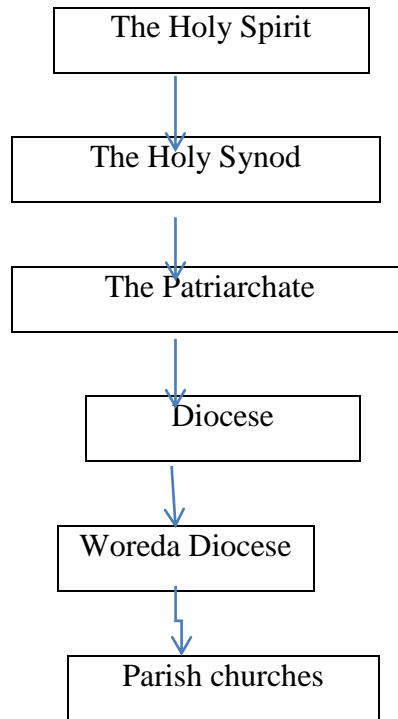 The Holy Spirit
The Holy Synod
The Patriarchate
Diocese
Woreda Diocese
Parish churches